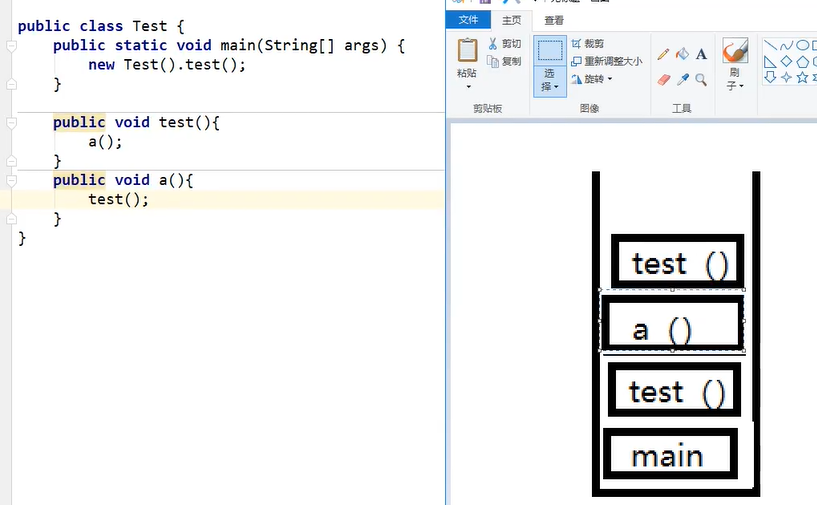 public class Test {
public static void main(String[] args) {
new Test().test();
}
public void test(){
a();
}
public void a(){
test();
}
}
文件
主页
查看
粘贴
剪切
复制
剪贴板
选择
裁剪
重新调整大小
旋转
图像
A
工具
刷子
test ()
a ()
test ()
main